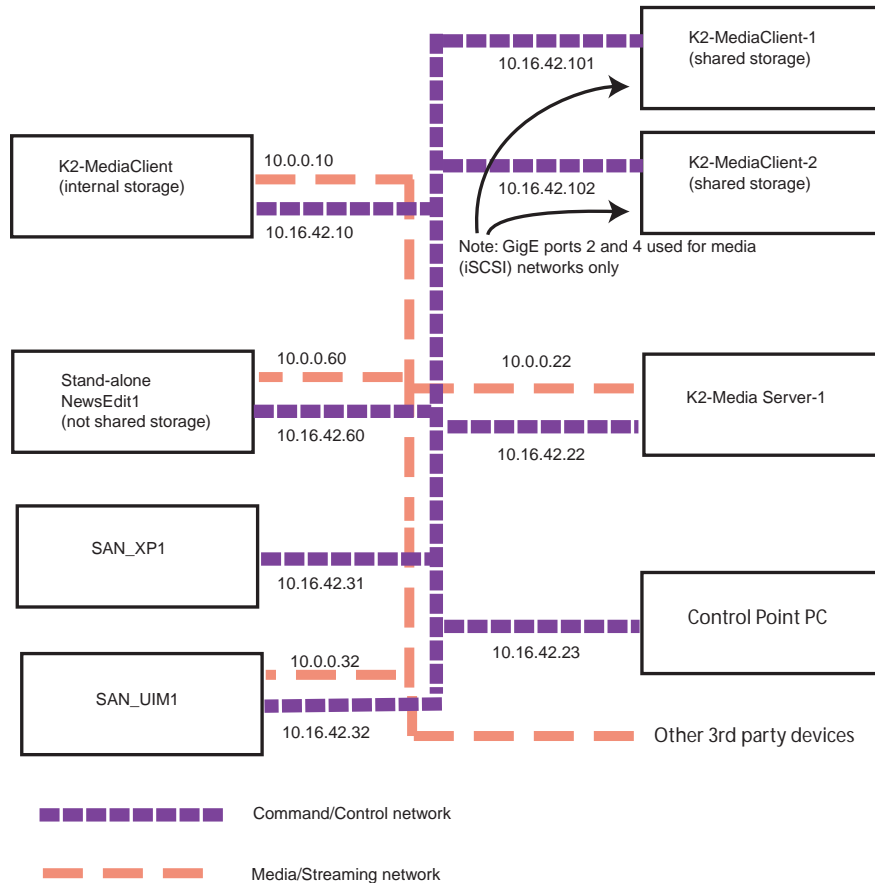 K2-MediaClient-1
(shared storage)
10.16.42.101
K2-MediaClient
(internal storage)
10.0.0.10
10.16.42.10
K2-MediaClient-2
(shared storage)
10.16.42.102
Note: GigE ports 2 and 4 used for media
(iSCSI) networks only
Stand-alone
NewsEdit1
(not shared storage)
10.0.0.60
10.16.42.60
10.0.0.22
10.16.42.22
K2-Media Server-1
SAN_XP1
10.16.42.31
Control Point PC
10.16.42.23
SAN_UIM1
10.0.0.32
10.16.42.32
Other 3rd party devices
Command/Control network
Media/Streaming network